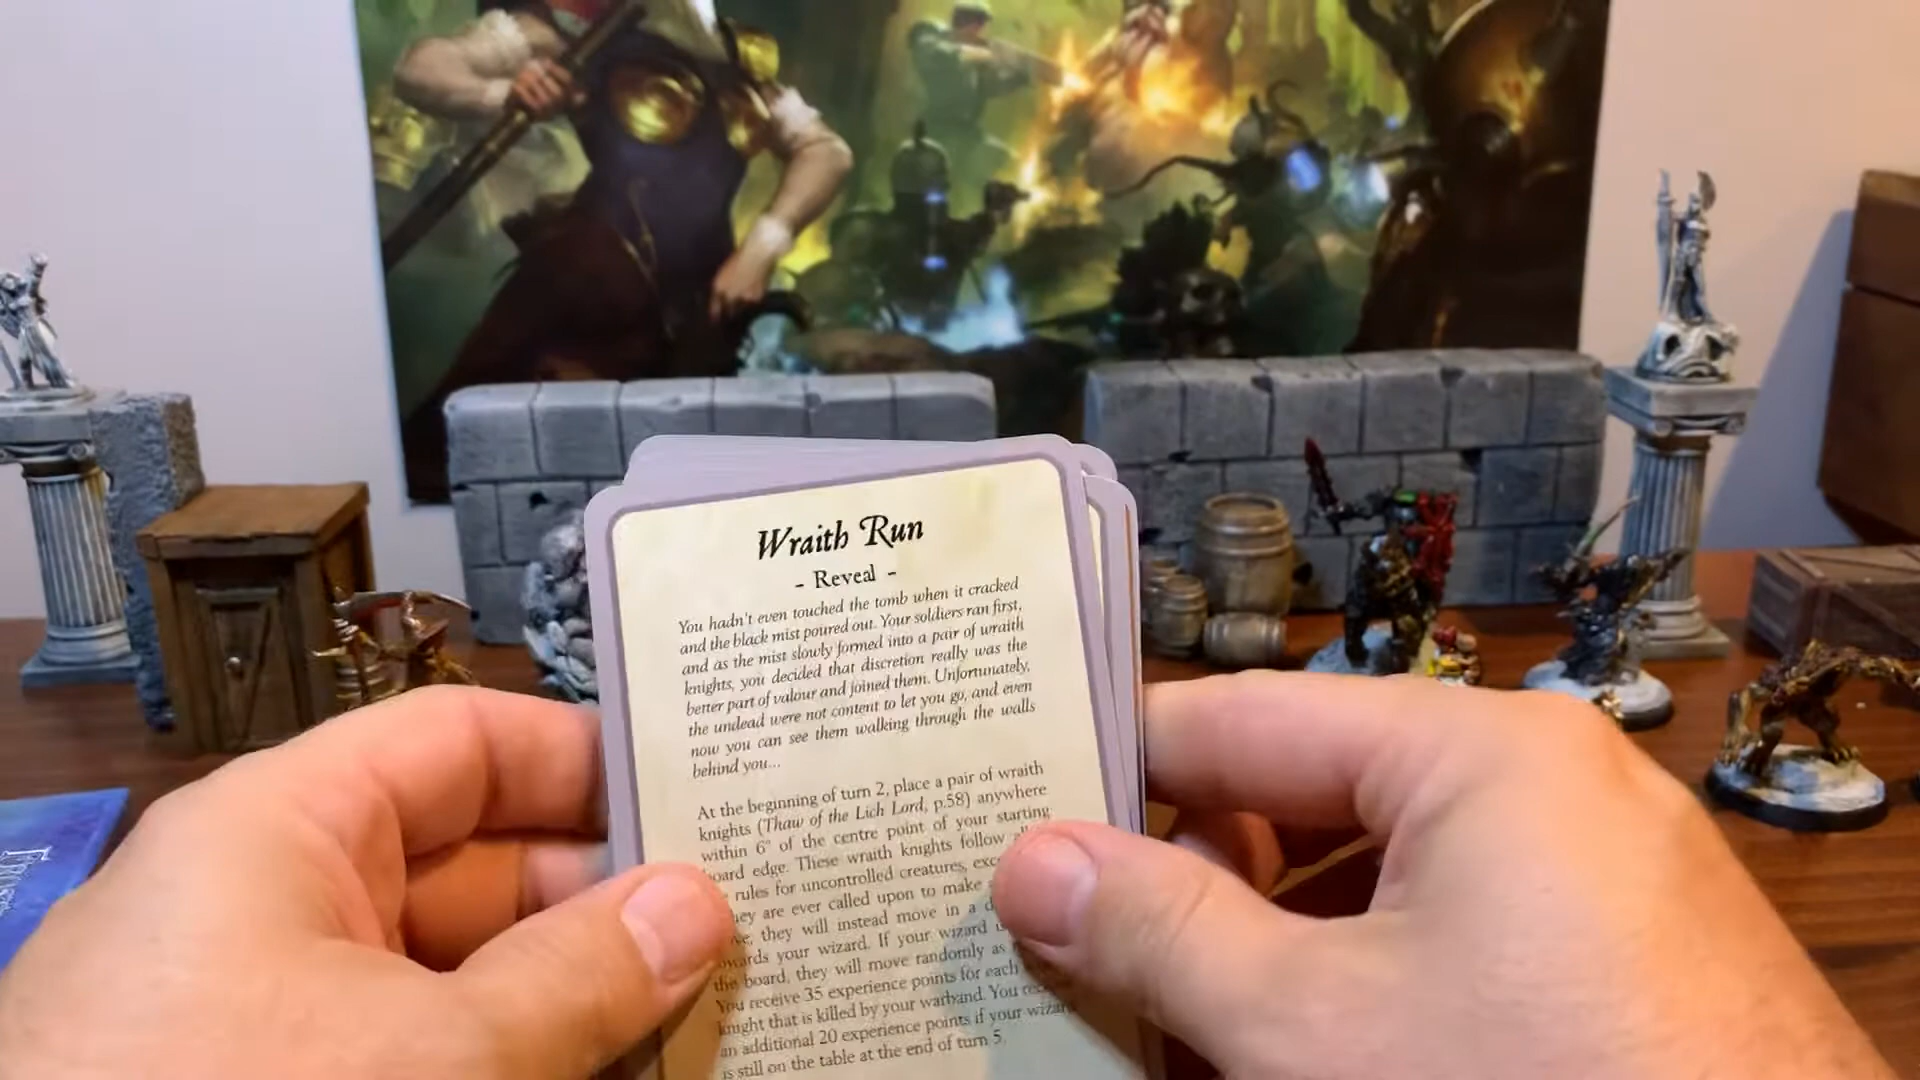 Wraith Run
- Reveal -
You hadn't even touched the tomb when it cracked
and the black mist poured out. Your soldiers ran first,
and as the mist slowly formed into a pair of wraith
knights, you decided that discretion really was the
better part of valour and joined them. Unfortunately,
the undead were not content to let you go, and even
now you can see them walking through the walls
behind you...
At the beginning of turn 2, place a pair of wraith
knights (Thaw of the Lich Lord, p.58) anywhere
within 6" of the centre point of your starting
board edge. These wraith knights follow
rules for uncontrolled creatures,
they are ever called upon to make
they will instead move in a
towards your wizard. If your wizard
the board, they will move randomly as
You receive 35 experience points for each
knight that is killed by your warband. You
an additional 20 experience points if your wizard
is still on the table at the end of turn 5.